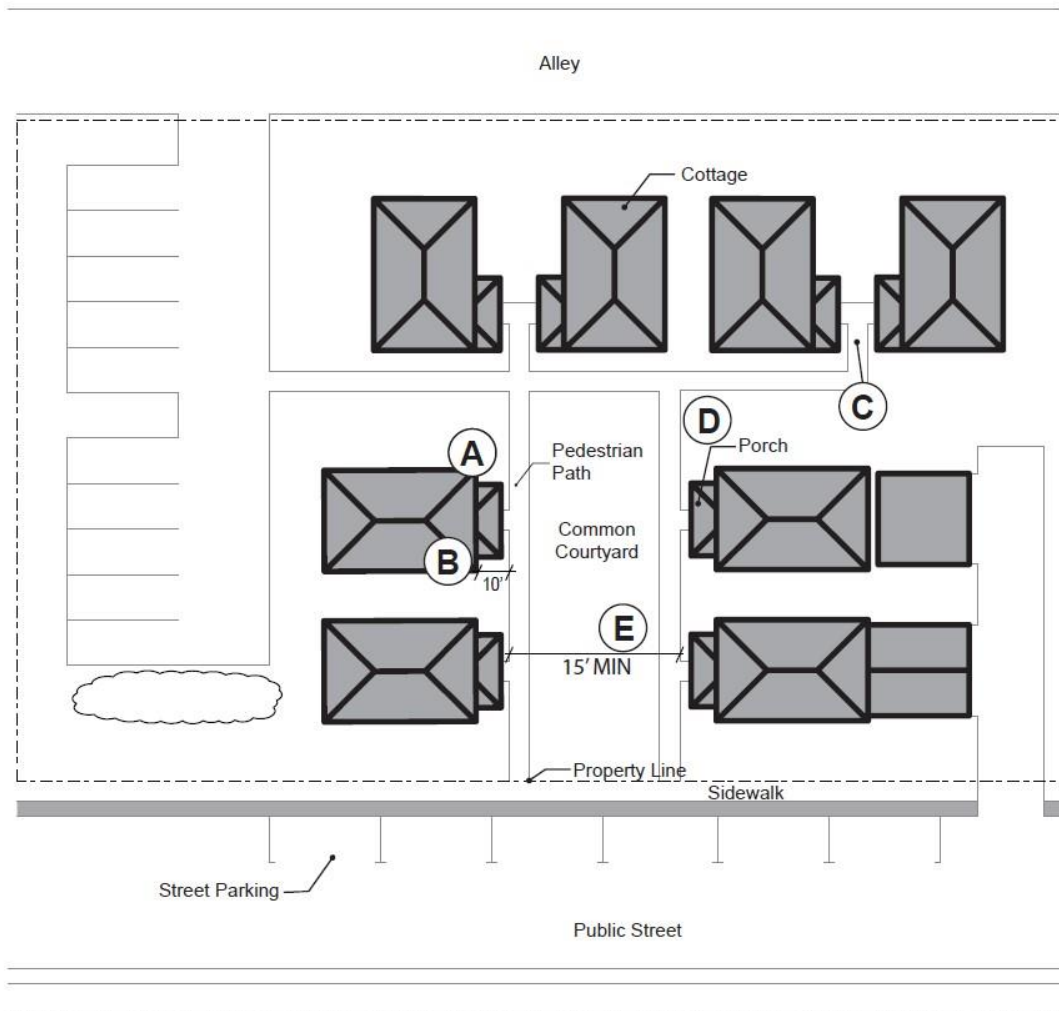 Alley
Cottage
C
D
Porch
A
Pedestrian
Path
Common
Courtyard
B
10'
E
15' MIN
Property Line
Sidewalk
Street Parking
Public Street